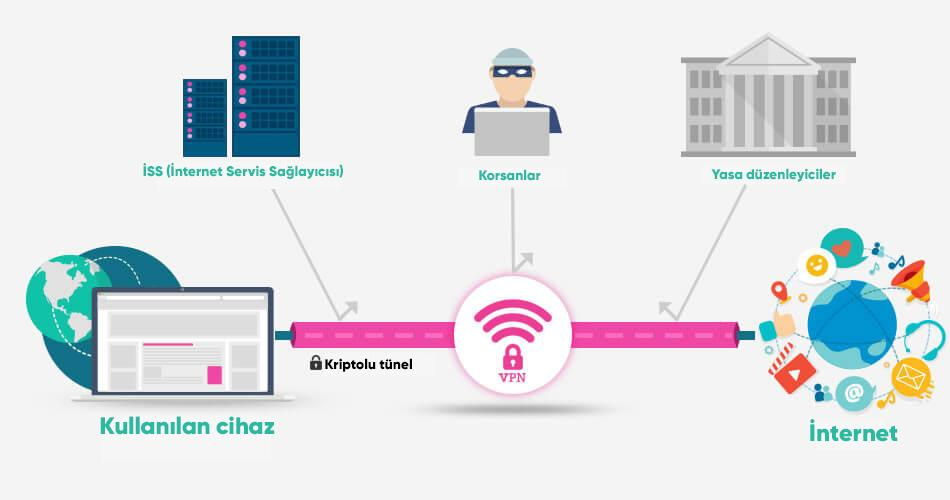 İSS (İnternet Servis Sağlayıcısı)
Korsanlar
Yasa düzenleyiciler
Kriptolu tünel
VPN
@
Kullanılan cihaz
İnternet